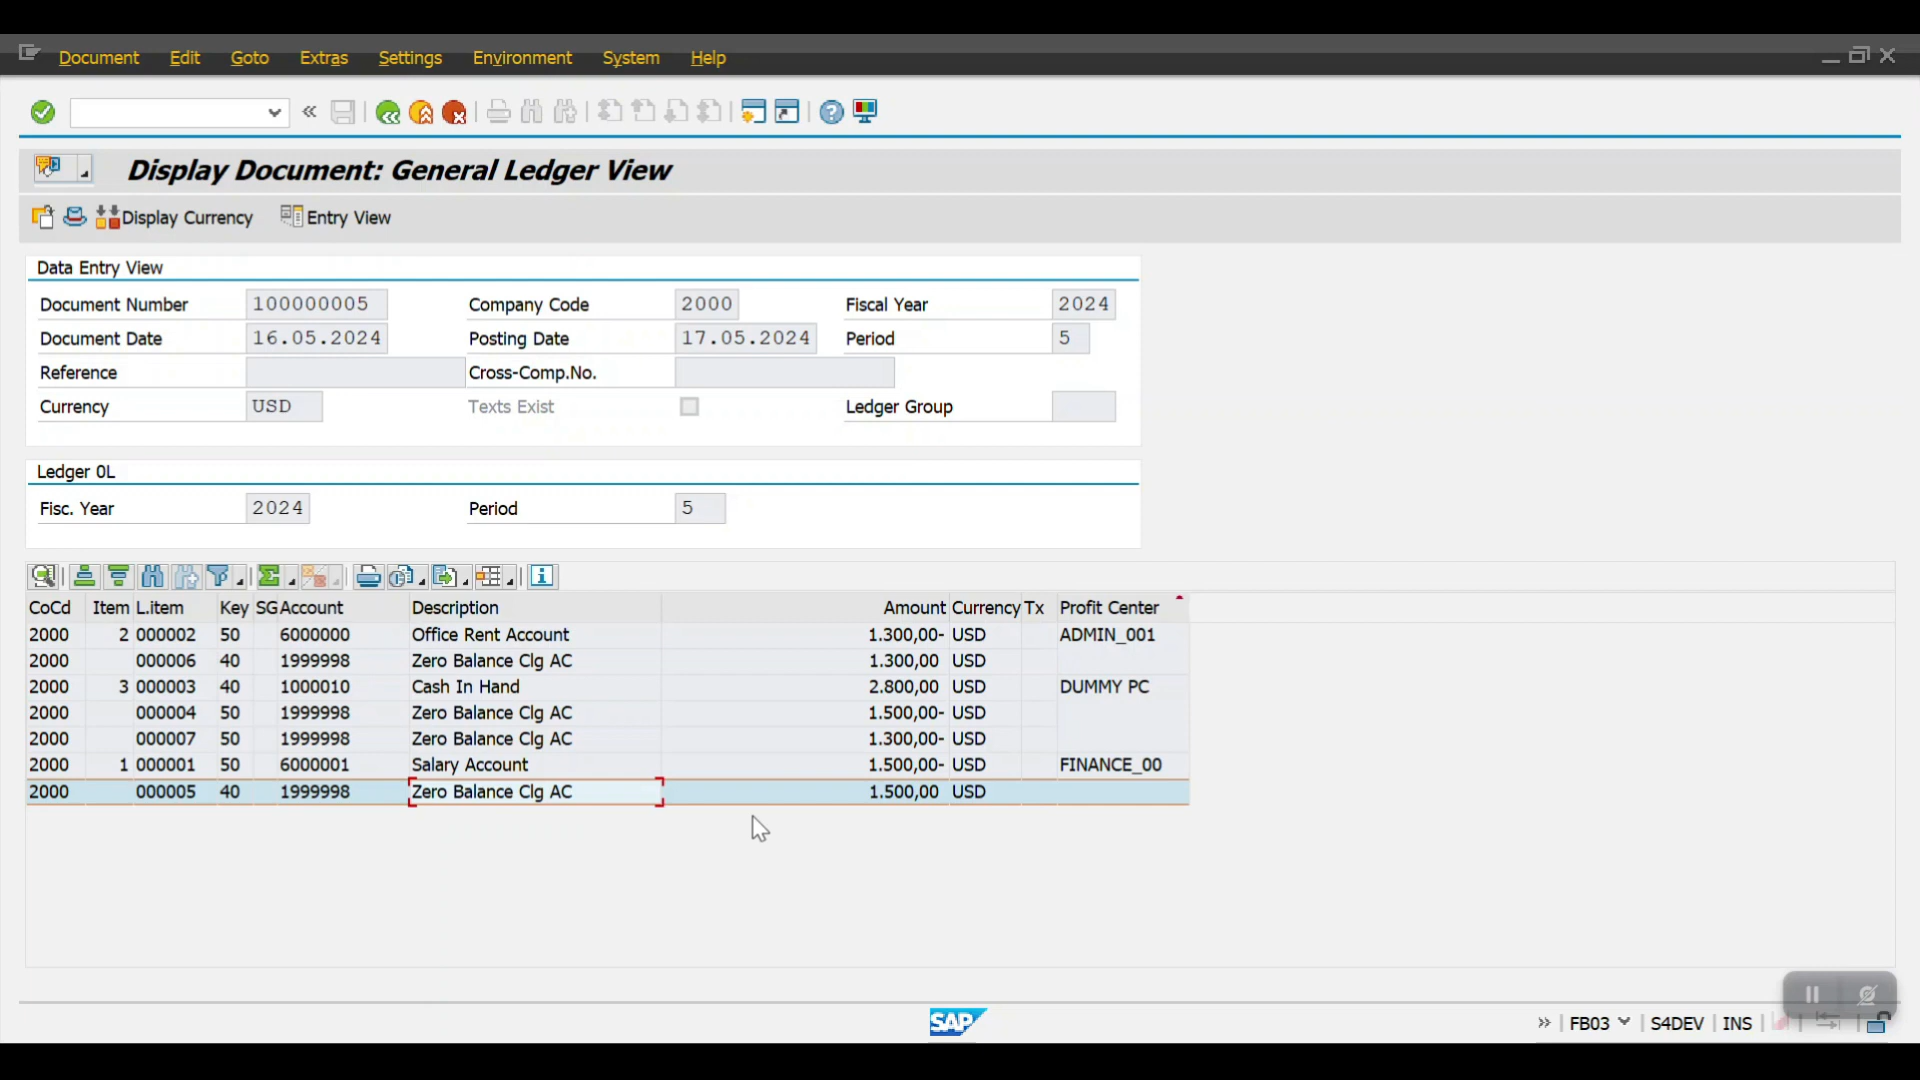 Document Edit Goto Extras Settings Environment System Help
Display Document: General Ledger View
Display Currency Entry View
Data Entry View
Document Number 100000005 Company Code 2000 Fiscal Year 2024
Document Date 16.05.2024 Posting Date 17.05.2024 Period 5
Reference Cross-Comp.No.
Currency USD Texts Exist Ledger Group
Ledger 0L
Fisc. Year 2024 Period 5
CoCd Item L.item Key SG Account Description Amount Currency Tx Profit Center
2000 2 000002 50 6000000 Office Rent Account 1.300,00- USD ADMIN_001
2000 000006 40 1999998 Zero Balance Clg AC 1.300,00 USD
2000 3 000003 40 1000010 Cash In Hand 2.800,00 USD DUMMY PC
2000 000004 50 1999998 Zero Balance Clg AC 1.500,00- USD
2000 000007 50 1999998 Zero Balance Clg AC 1.300,00- USD
2000 1 000001 50 6000001 Salary Account 1.500,00- USD FINANCE_00
2000 000005 40 1999998 Zero Balance Clg AC 1.500,00 USD
SAP FB03 S4DEV INS